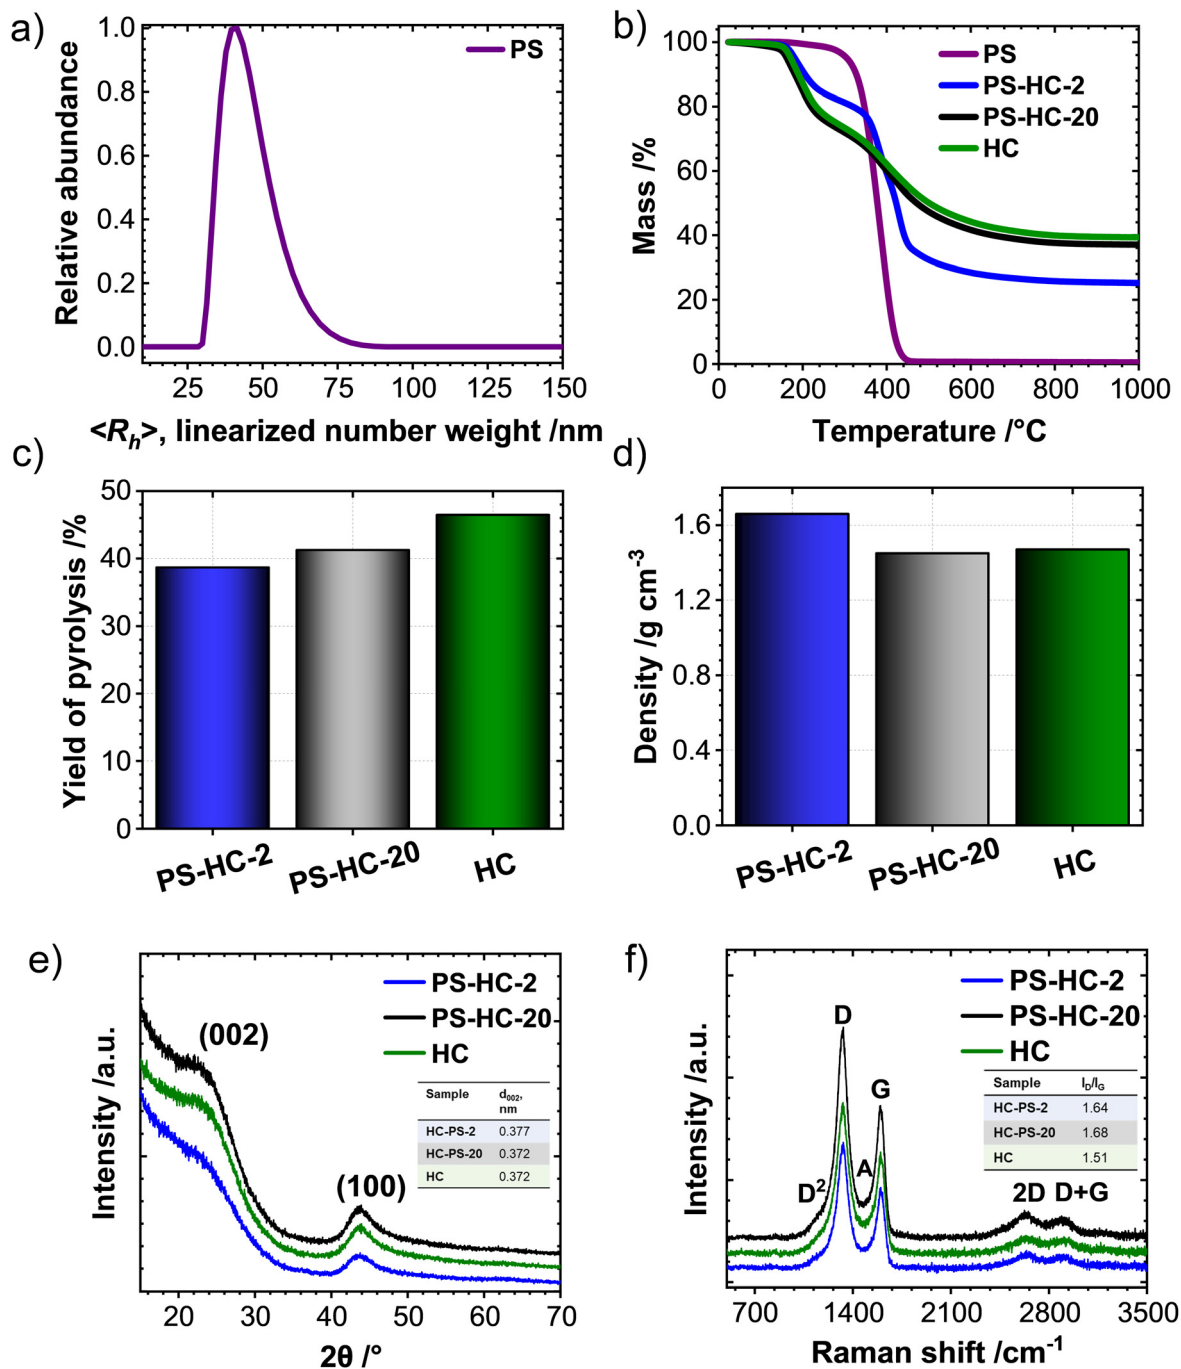 a)
PS
Relative abundance
1.0
0.8
0.6
0.4
0.2
0.0
25 50 75 100 125 150
<Rₕ>, linearized number weight /nm
b)
PS
PS-HC-2
PS-HC-20
HC
Mass /%
100
80
60
40
20
0
0 200 400 600 800 1000
Temperature /°C
c)
Yield of pyrolysis /%
50
40
30
20
10
0
PS-HC-2 PS-HC-20 HC
d)
Density /g cm⁻³
1.6
1.2
0.8
0.4
0.0
PS-HC-2 PS-HC-20 HC
e)
PS-HC-2
PS-HC-20
HC
(002)
(100)
Sample d₀₀₂,
nm
HC-PS-2 0.377
HC-PS-20 0.372
HC 0.372
Intensity /a.u.
20 30 40 50 60 70
2θ /°
f)
PS-HC-2
PS-HC-20
HC
D
G
A
D²
2D D+G
Sample I_D/I_G
HC-PS-2 1.64
HC-PS-20 1.68
HC 1.51
Intensity /a.u.
700 1400 2100 2800 3500
Raman shift /cm⁻¹